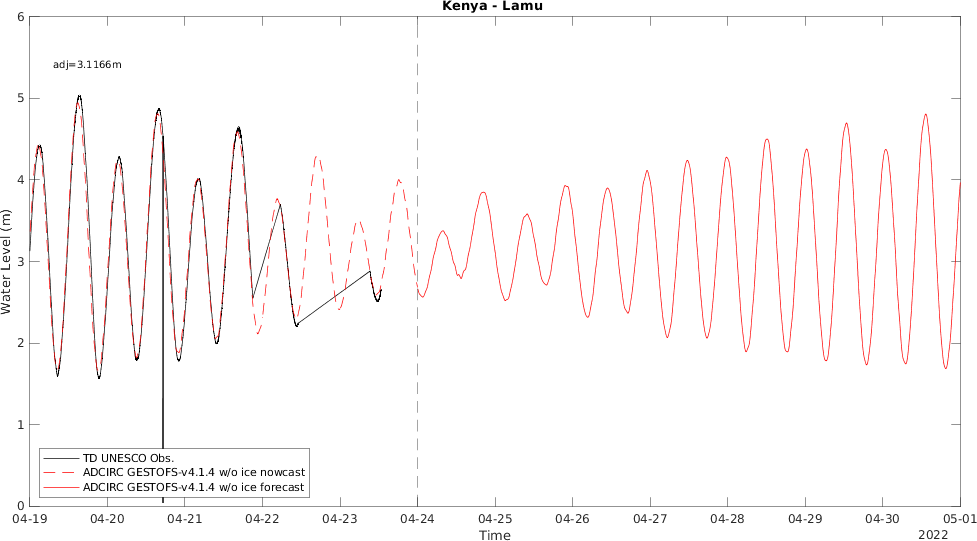 Kenya - Lamu
6
adj=3.1166m
5
4
3
Water Level (m)
2
1
TD UNESCO Obs.
ADCIRC GESTOFS-v4.1.4 w/o ice nowcast
ADCIRC GESTOFS-v4.1.4 w/o ice forecast
0
04-19 04-20 04-21 04-22 04-23 04-24 04-25 04-26 04-27 04-28 04-29 04-30 05-01
Time
2022